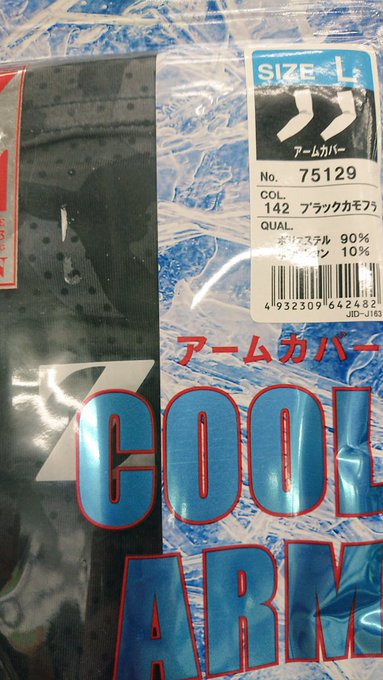 SIZE L
アームカバー
No. 75129
COL.
142 ブラックカモフラ
QUAL.
ポリエステル 90%
10%
4 932309 642482
JID-J163
アームカバー
Z
COOL
ARM